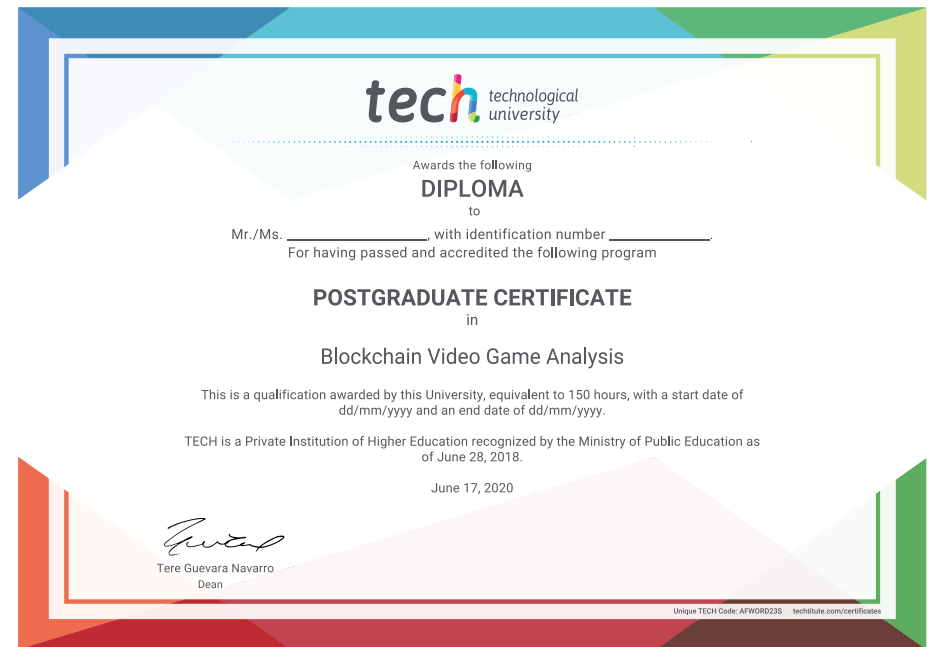 tech technological
university
Awards the following
DIPLOMA
to
Mr./Ms. ____________________, with identification number ______________.
For having passed and accredited the following program
POSTGRADUATE CERTIFICATE
in
Blockchain Video Game Analysis
This is a qualification awarded by this University, equivalent to 150 hours, with a start date of
dd/mm/yyyy and an end date of dd/mm/yyyy.
TECH is a Private Institution of Higher Education recognized by the Ministry of Public Education as
of June 28, 2018.
June 17, 2020
Tere Guevara Navarro
Dean
Unique TECH Code: AFWORD23S techtitute.com/certificates